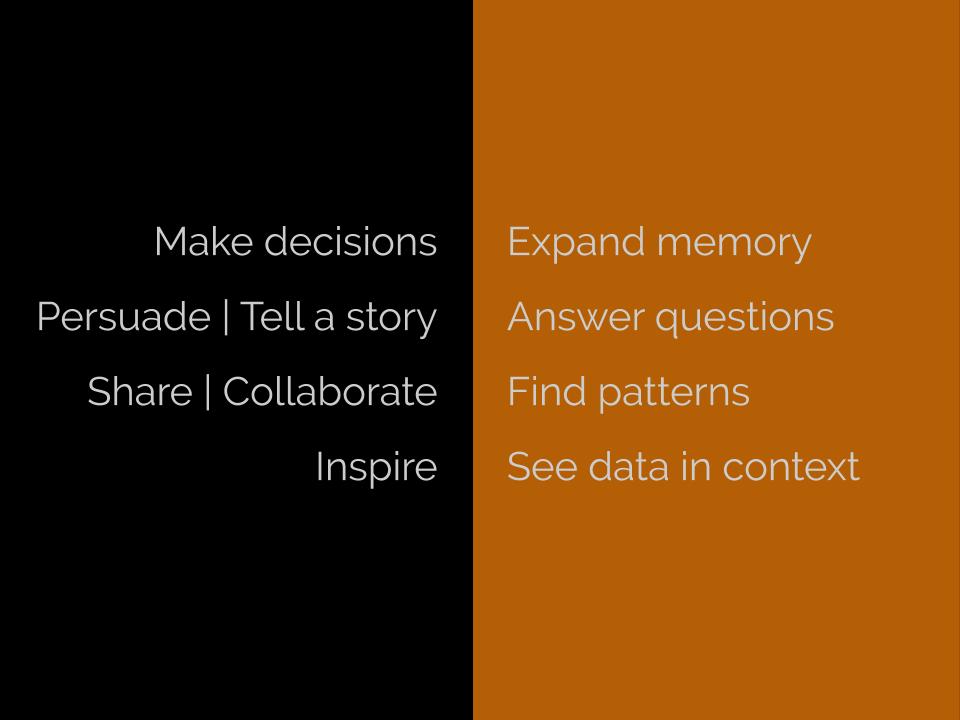 Make decisions
Persuade | Tell a story
Share | Collaborate
Inspire
Expand memory
Answer questions
Find patterns
See data in context